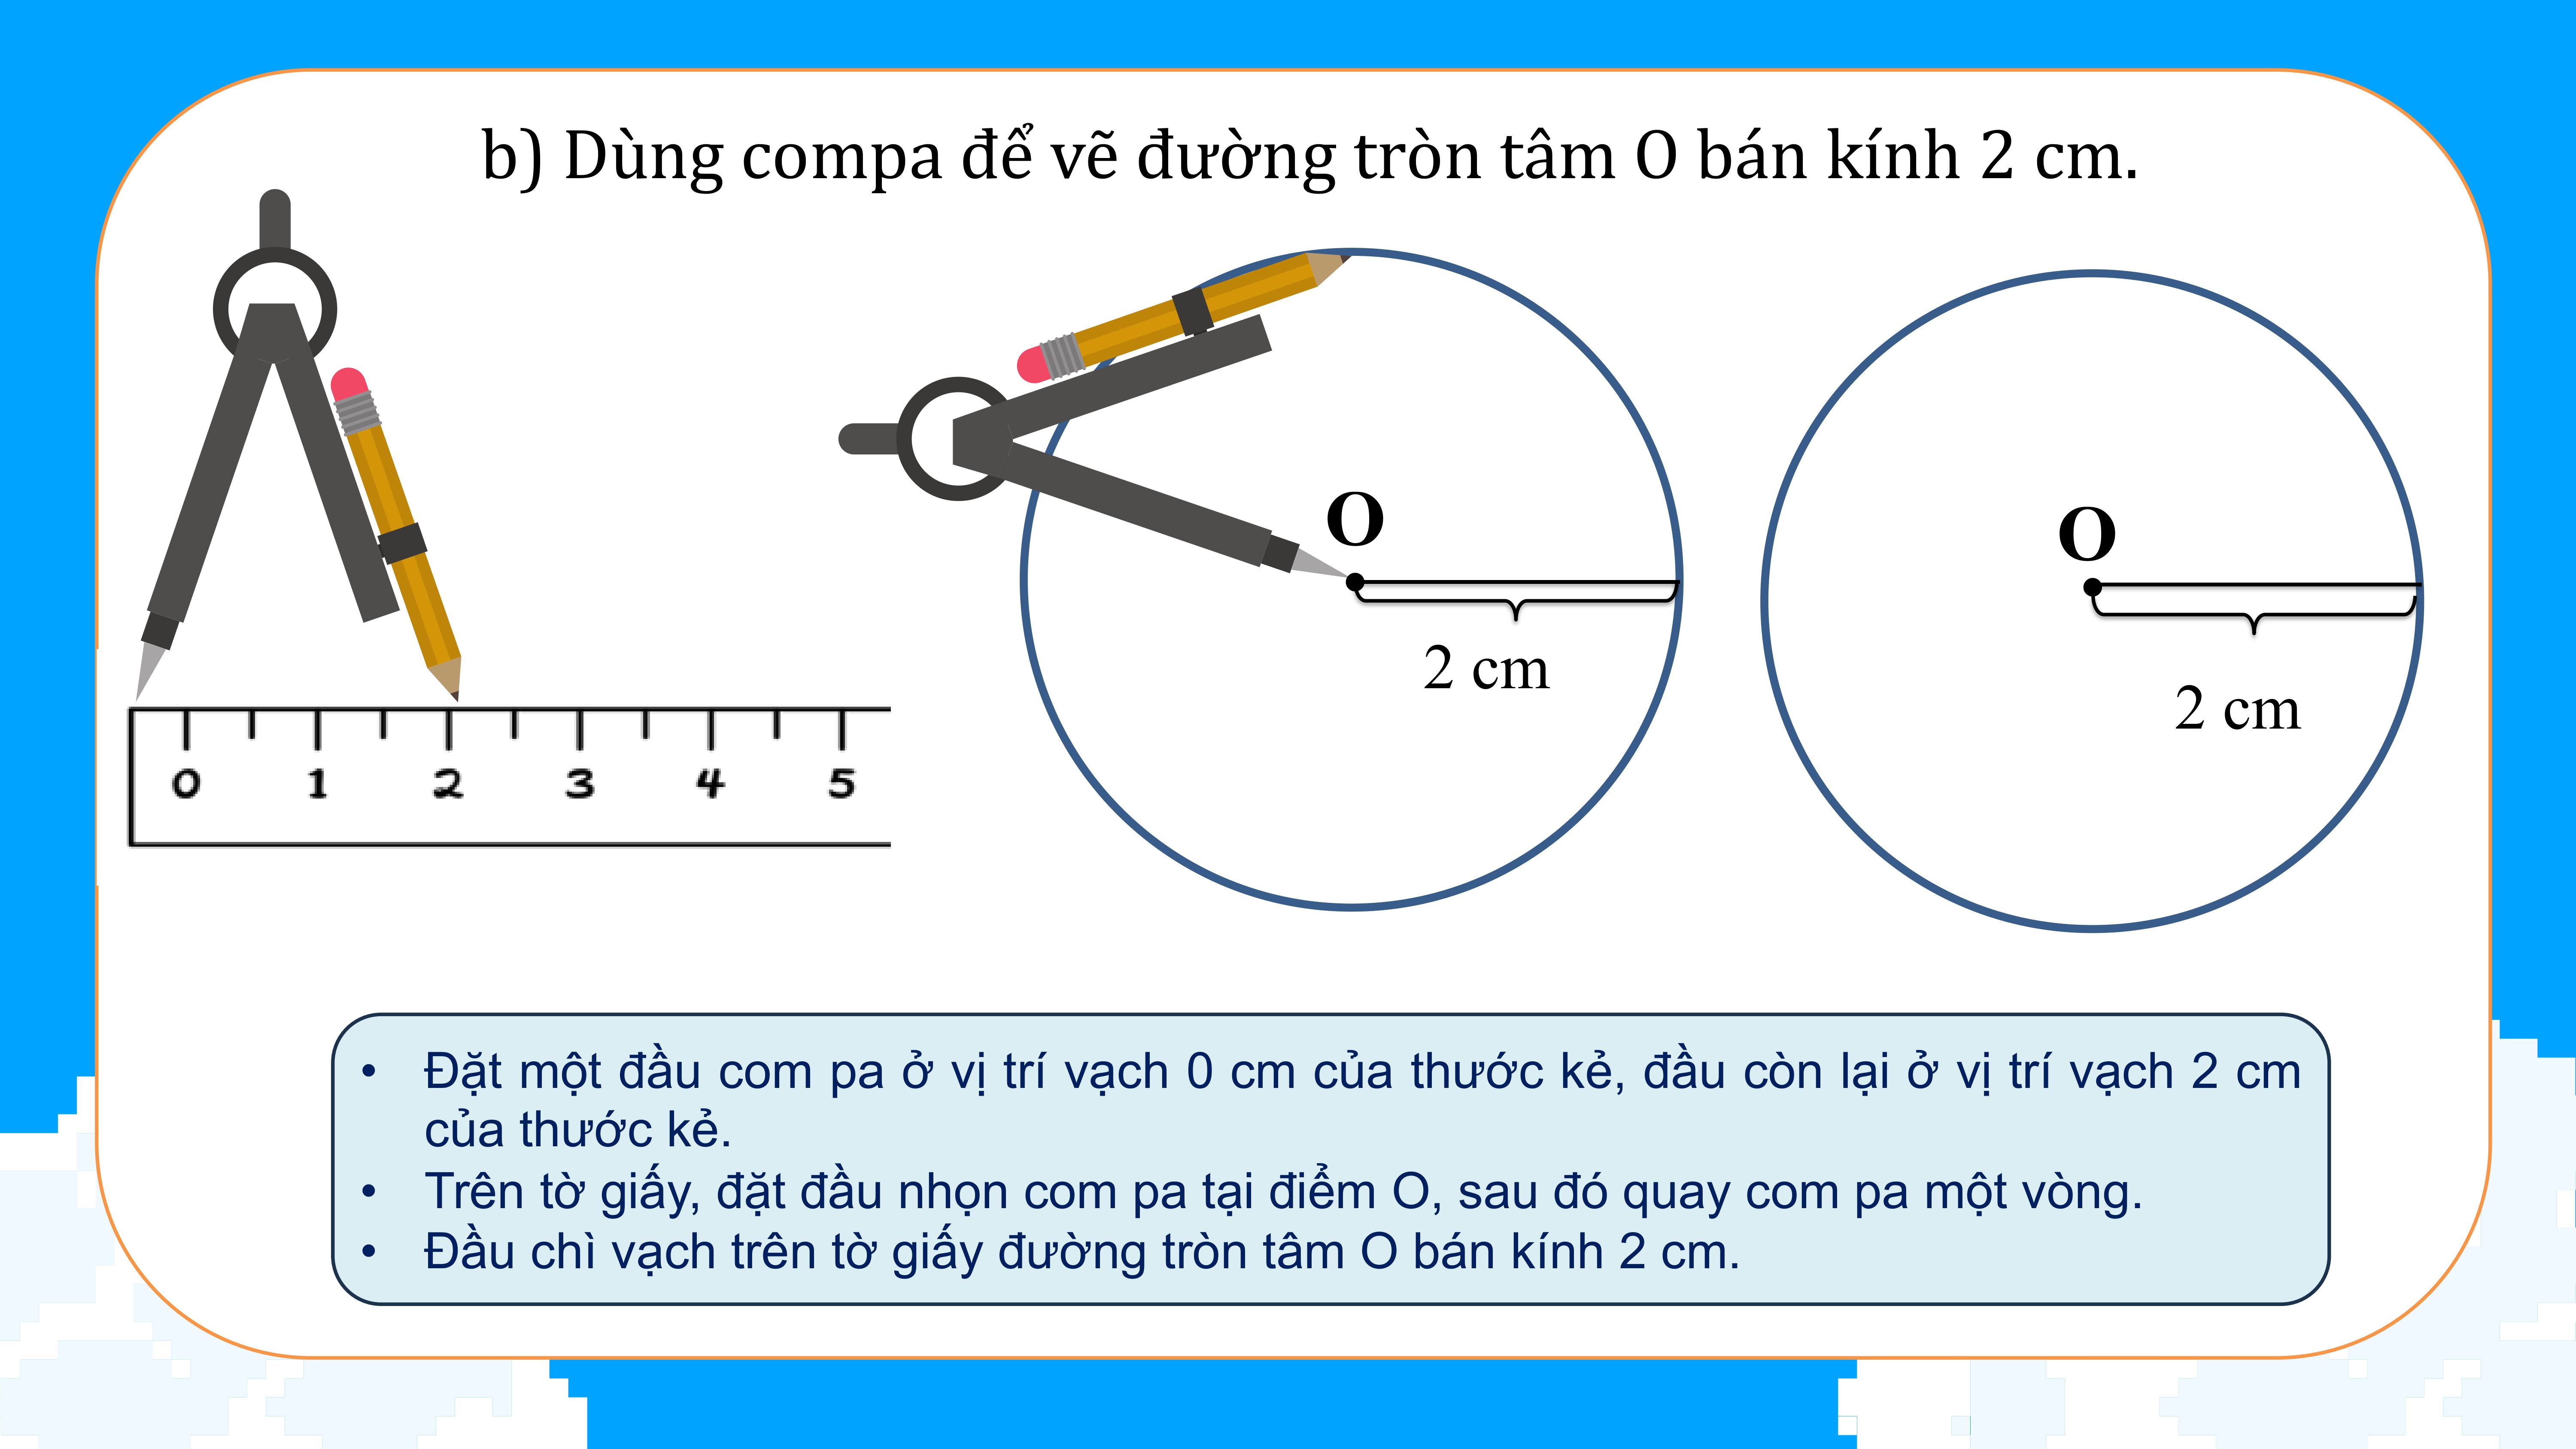 b) Dùng compa để vẽ đường tròn tâm O bán kính 2 cm.
O
2 cm
O
2 cm
0 1 2 3 4 5
• Đặt một đầu com pa ở vị trí vạch 0 cm của thước kẻ, đầu còn lại ở vị trí vạch 2 cm
của thước kẻ.
• Trên tờ giấy, đặt đầu nhọn com pa tại điểm O, sau đó quay com pa một vòng.
• Đầu chì vạch trên tờ giấy đường tròn tâm O bán kính 2 cm.